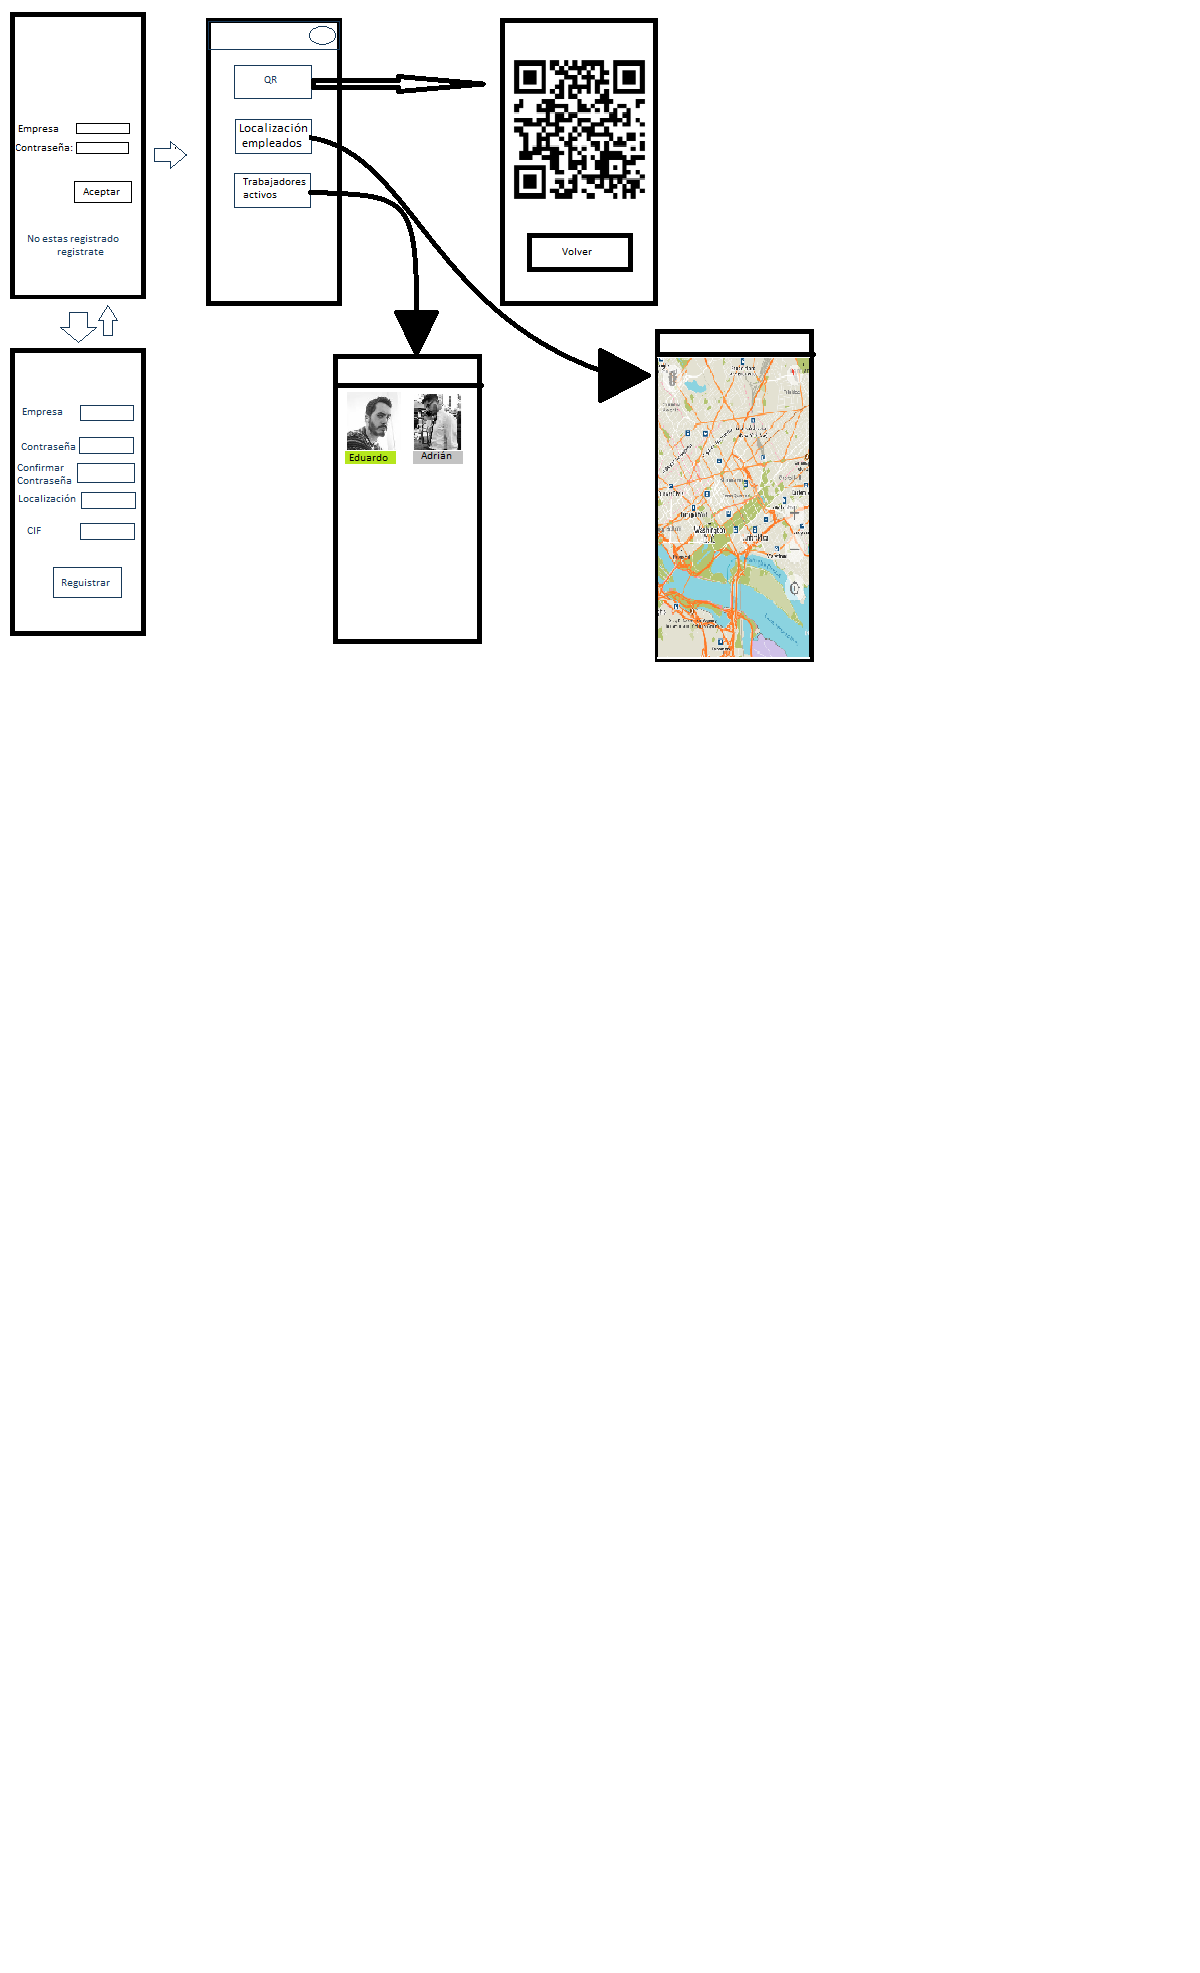 Empresa
Contraseña:
Aceptar
No estas registrado
registrate
QR
Localización
empleados
Trabajadores
activos
Volver
Empresa
Contraseña
Confirmar
Contraseña
Localización
CIF
Reguistrar
Eduardo
Adrián
Washington